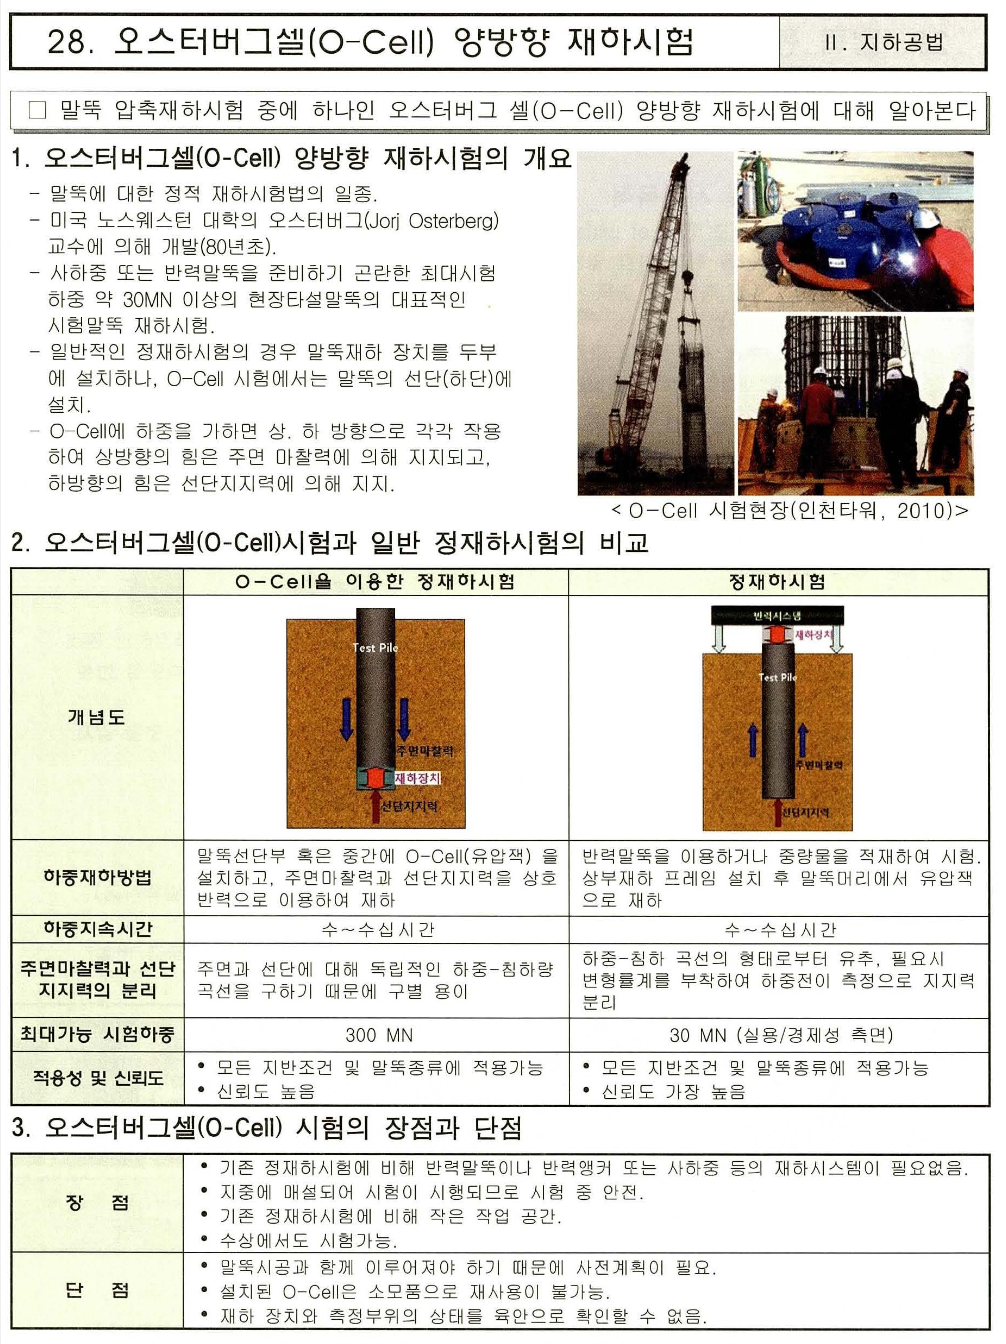 28. 오스터버그셀(O-Cell) 양방향 재하시험
Ⅱ. 지하공법
□ 말뚝 압축재하시험 중에 하나인 오스터버그 셀(O-Cell) 양방향 재하시험에 대해 알아본다
1. 오스터버그셀(O-Cell) 양방향 재하시험의 개요
- 말뚝에 대한 정적 재하시험법의 일종.
- 미국 노스웨스턴 대학의 오스터버그(Jorj Osterberg)
교수에 의해 개발(80년초).
- 사하중 또는 반력말뚝을 준비하기 곤란한 최대시험
하중 약 30MN 이상의 현장타설말뚝의 대표적인
시험말뚝 재하시험.
- 일반적인 정재하시험의 경우 말뚝재하 장치를 두부
에 설치하나, O-Cell 시험에서는 말뚝의 선단(하단)에
설치.
- O-Cell에 하중을 가하면 상. 하 방향으로 각각 작용
하여 상방향의 힘은 주면 마찰력에 의해 지지되고,
하방향의 힘은 선단지지력에 의해 지지.
< O-Cell 시험현장(인천타워, 2010)>
2. 오스터버그셀(O-Cell)시험과 일반 정재하시험의 비교
O-Cell을 이용한 정재하시험
정재하시험
개념도
Test Pile
주면마찰력
재하장치
선단지지력
반력시스템
재하장치
Test Pile
주면마찰력
선단지지력
하중재하방법
말뚝선단부 혹은 중간에 O-Cell(유압잭) 을
설치하고, 주면마찰력과 선단지지력을 상호
반력으로 이용하여 재하
반력말뚝을 이용하거나 중량물을 적재하여 시험.
상부재하 프레임 설치 후 말뚝머리에서 유압잭
으로 재하
하중지속시간
수~수십시간
수~수십시간
주면마찰력과 선단
지지력의 분리
주면과 선단에 대해 독립적인 하중-침하량
곡선을 구하기 때문에 구별 용이
하중-침하 곡선의 형태로부터 유추, 필요시
변형률계를 부착하여 하중전이 측정으로 지지력
분리
최대가능 시험하중
300 MN
30 MN (실용/경제성 측면)
적용성 및 신뢰도
• 모든 지반조건 및 말뚝종류에 적용가능
• 신뢰도 높음
• 모든 지반조건 및 말뚝종류에 적용가능
• 신뢰도 가장 높음
3. 오스터버그셀(O-Cell) 시험의 장점과 단점
장 점
• 기존 정재하시험에 비해 반력말뚝이나 반력앵커 또는 사하중 등의 재하시스템이 필요없음.
• 지중에 매설되어 시험이 시행되므로 시험 중 안전.
• 기존 정재하시험에 비해 작은 작업 공간.
• 수상에서도 시험가능.
단 점
• 말뚝시공과 함께 이루어져야 하기 때문에 사전계획이 필요.
• 설치된 O-Cell은 소모품으로 재사용이 불가능.
• 재하 장치와 측정부위의 상태를 육안으로 확인할 수 없음.